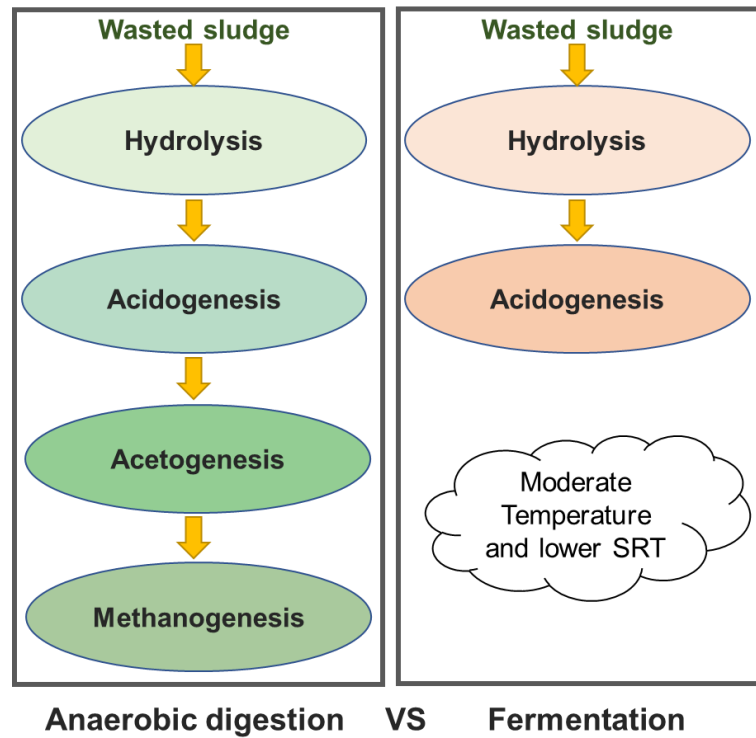 Wasted sludge
Hydrolysis
Acidogenesis
Acetogenesis
Methanogenesis
Wasted sludge
Hydrolysis
Acidogenesis
Moderate
Temperature
and lower SRT
Anaerobic digestion VS Fermentation